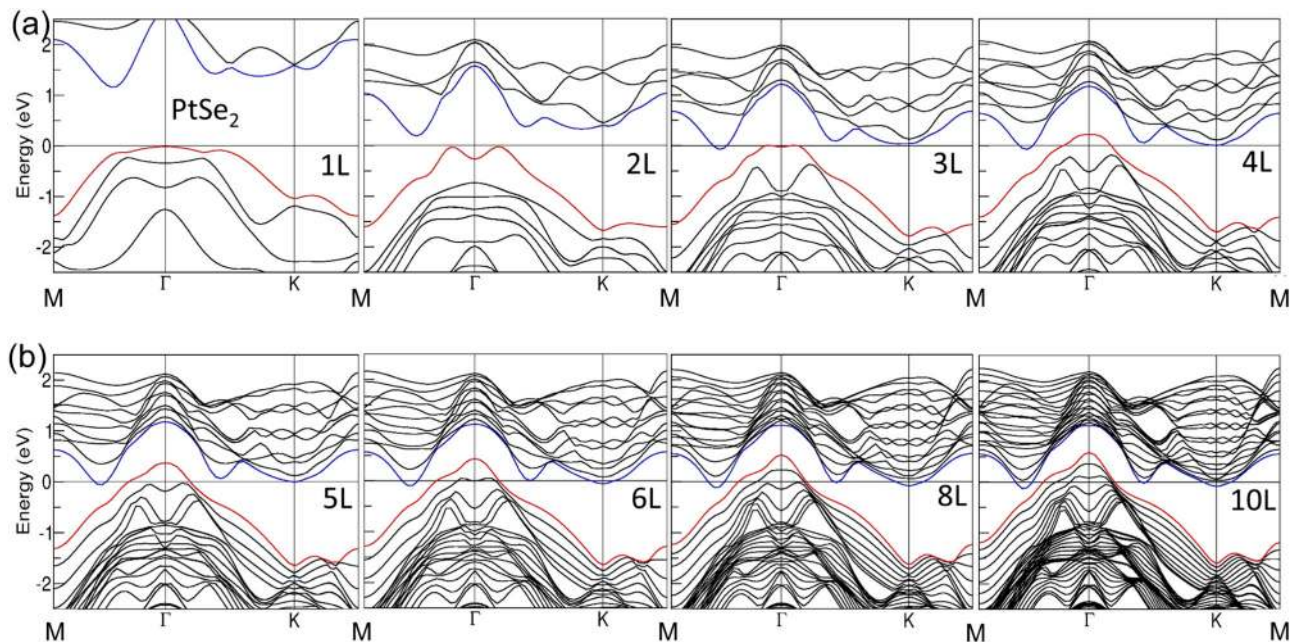 (a)
Energy (eV)
2
1
0
-1
-2
PtSe2
1L 2L 3L 4L
M Γ K M Γ K M Γ K M Γ K M
(b)
Energy (eV)
2
1
0
-1
-2
5L 6L 8L 10L
M Γ K M Γ K M Γ K M Γ K M